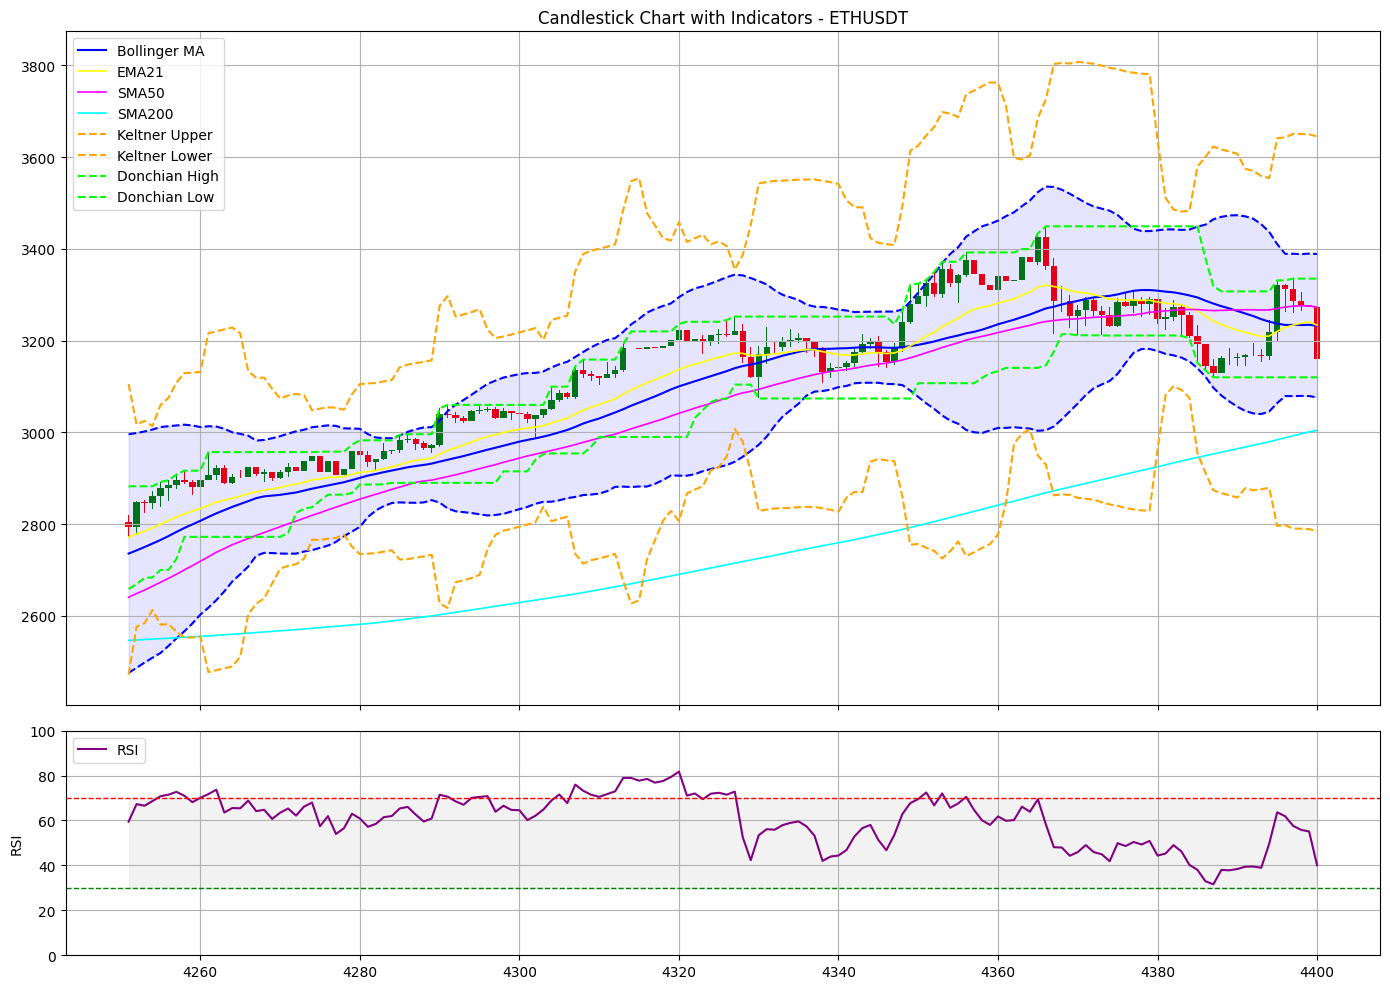 Candlestick Chart with Indicators - ETHUSDT
Bollinger MA
EMA21
SMA50
SMA200
Keltner Upper
Keltner Lower
Donchian High
Donchian Low
3800
3600
3400
3200
3000
2800
2600
RSI
RSI
100
80
60
40
20
0
4260
4280
4300
4320
4340
4360
4380
4400